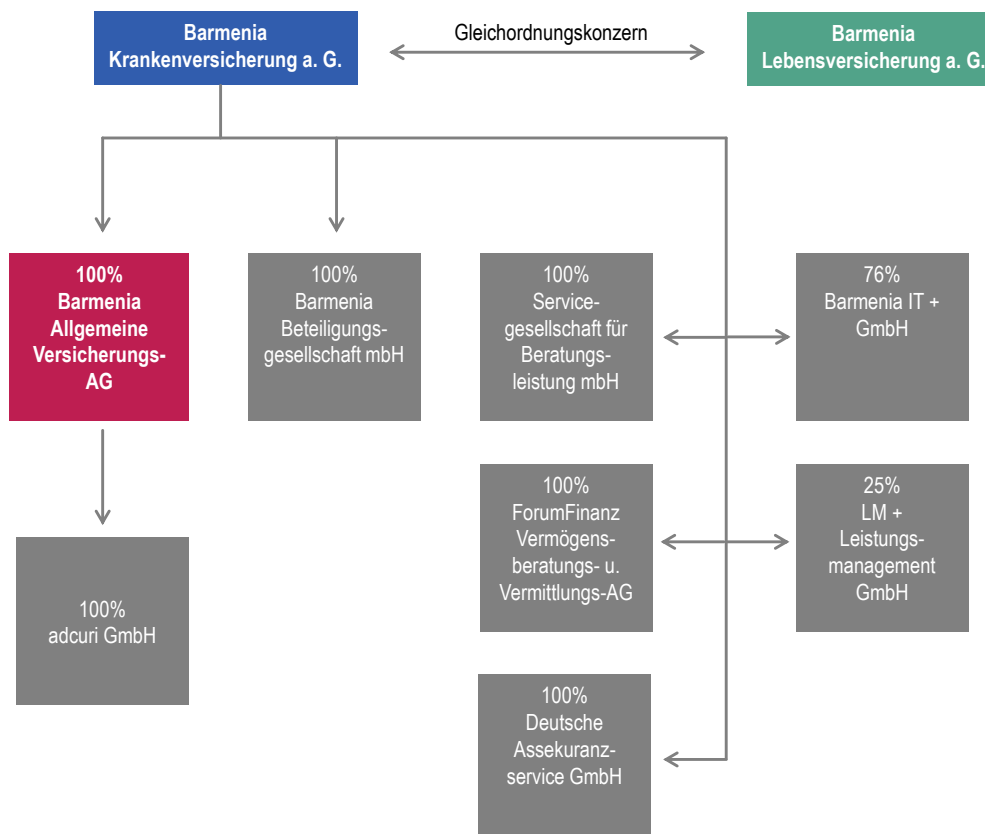 Barmenia
Krankenversicherung a. G.
Gleichordnungskonzern
Barmenia
Lebensversicherung a. G.
100%
Barmenia
Allgemeine
Versicherungs-
AG
100%
Barmenia
Beteiligungs-
gesellschaft mbH
100%
Service-
gesellschaft für
Beratungs-
leistung mbH
76%
Barmenia IT +
GmbH
100%
ForumFinanz
Vermögens-
beratungs- u.
Vermittlungs-AG
25%
LM +
Leistungs-
management
GmbH
100%
adcuri GmbH
100%
Deutsche
Assekuranz-
service GmbH